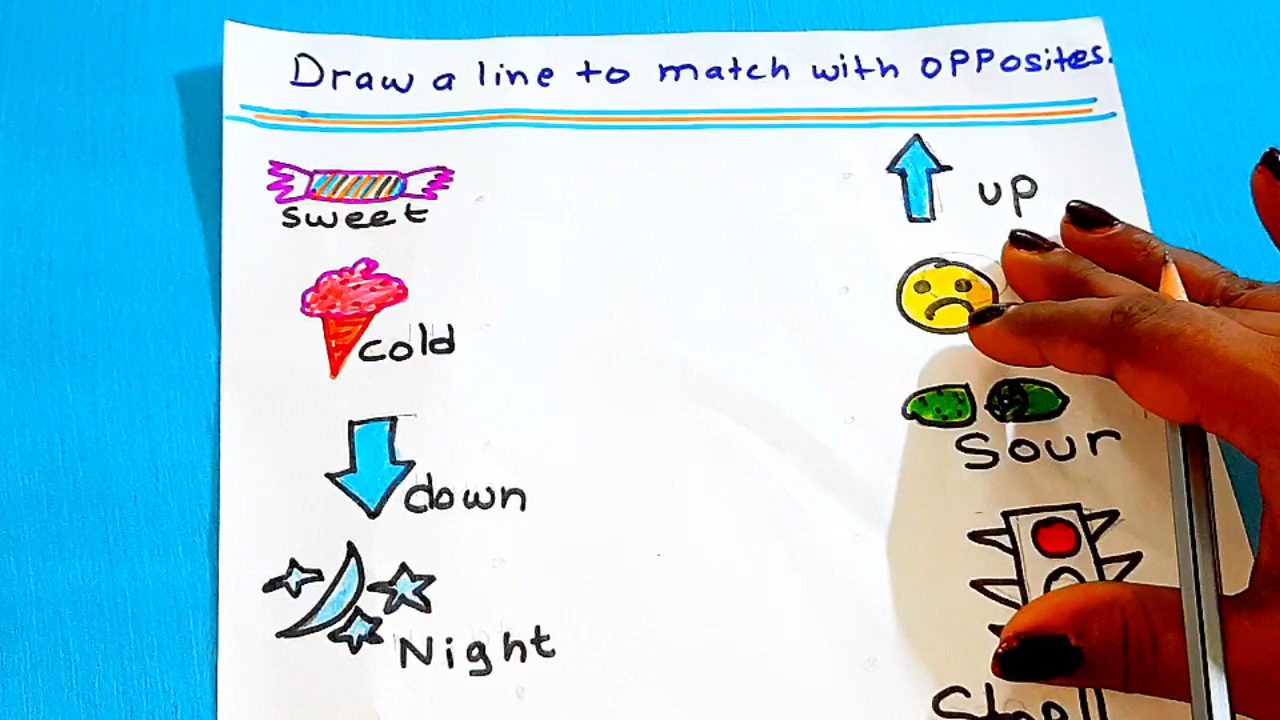 Draw a line to match with opposites.
sweet
up
cold
down
Sour
Night